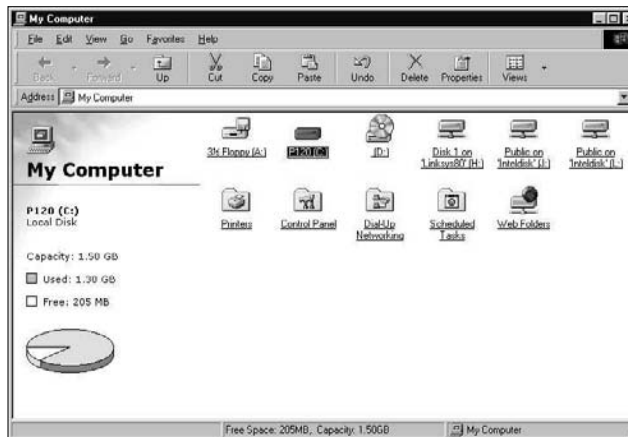 My Computer
File Edit View Go Favorites Help
Back Forward Up Cut Copy Paste Undo Delete Properties Views
Address My Computer
My Computer
P120 (C:)
Local Disk
Capacity: 1.50 GB
Used: 1.30 GB
Free: 205 MB
3½ Floppy (A:)
P120 (C:)
(D:)
Disk 1 on
'Linksys80' (H:)
Public on
'Inteldisk' (J:)
Public on
'Inteldisk' (L:)
Printers
Control Panel
Dial-Up
Networking
Scheduled
Tasks
Web Folders
Free Space: 205MB, Capacity: 1.50GB
My Computer